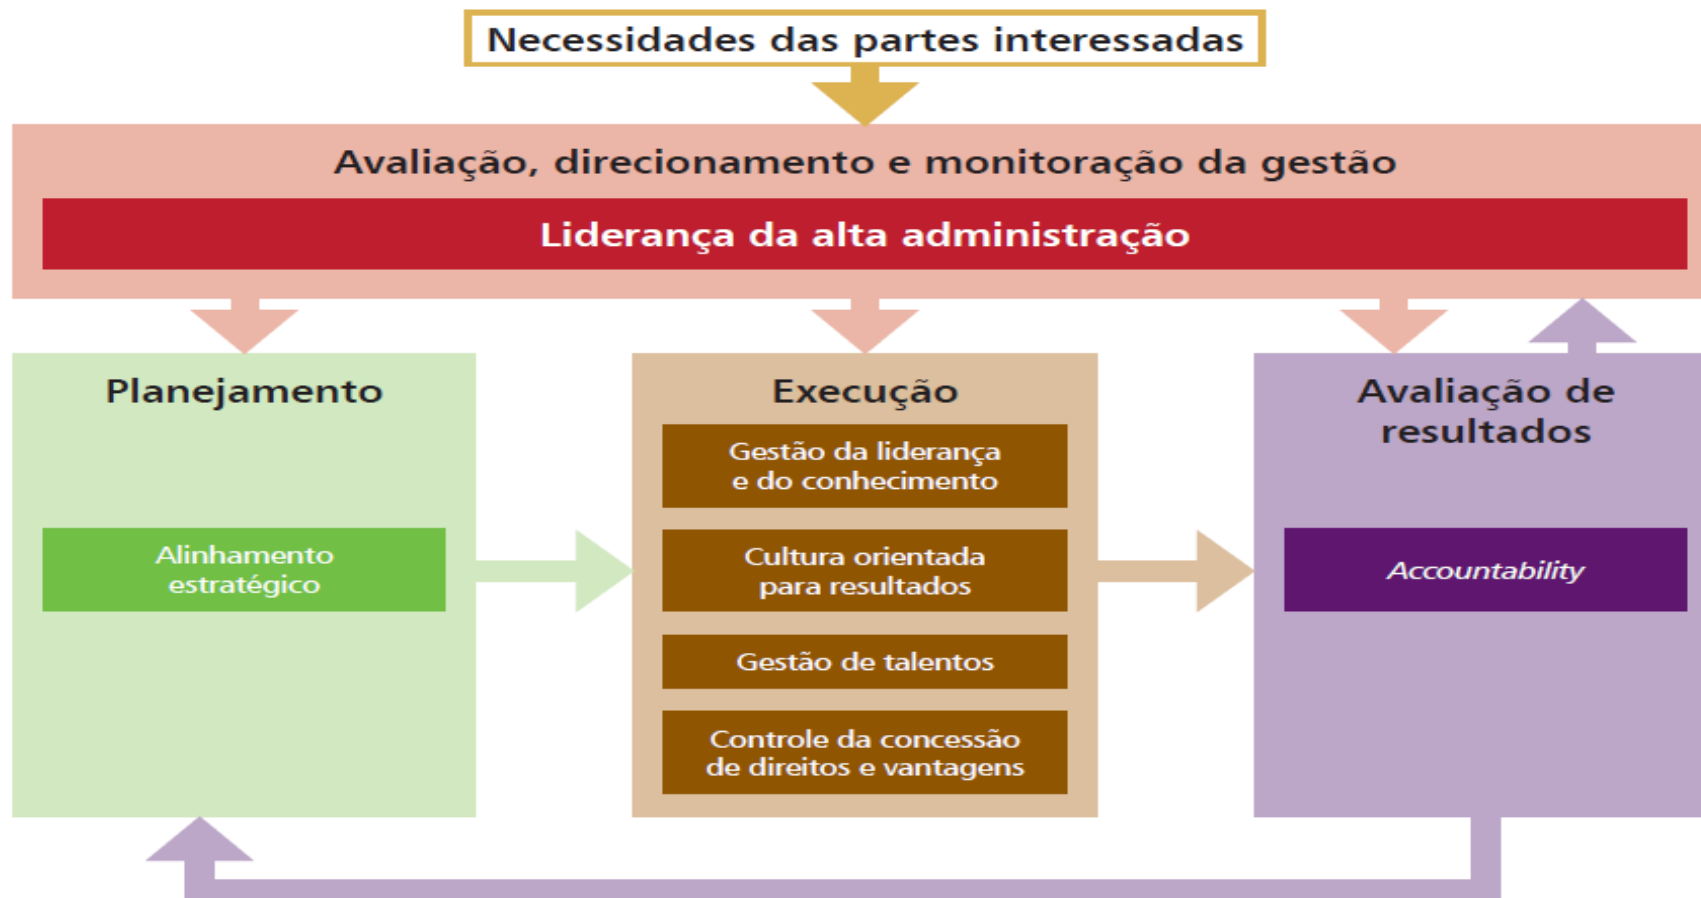 Necessidades das partes interessadas
Avaliação, direcionamento e monitoração da gestão
Liderança da alta administração
Planejamento
Alinhamento
estratégico
Execução
Gestão da liderança
e do conhecimento
Cultura orientada
para resultados
Gestão de talentos
Controle da concessão
de direitos e vantagens
Avaliação de
resultados
Accountability